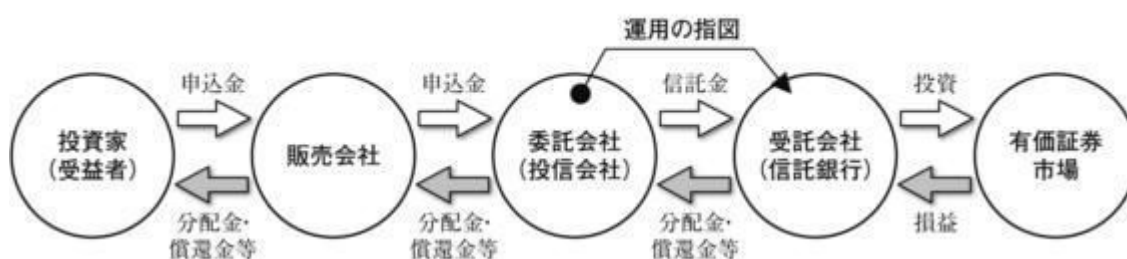 運用の指図
申込金
申込金
信託金
投資
投資家
(受益者)
販売会社
委託会社
(投信会社)
受託会社
(信託銀行)
有価証券
市場
分配金・
償還金等
分配金・
償還金等
分配金・
償還金等
損益